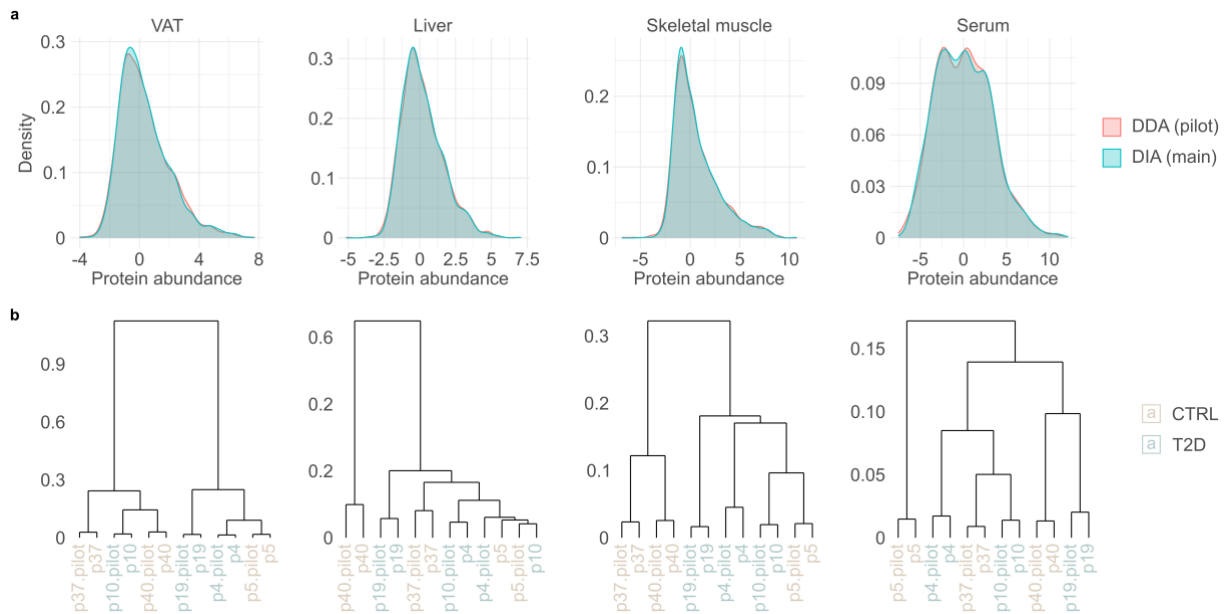 a
VAT
Liver
Skeletal muscle
Serum
Density
0.3
0.2
0.1
0
-4
0
4
8
Protein abundance
0.3
0.2
0.1
0
-5
-2.5
0
2.5
5
7.5
Protein abundance
0.2
0.1
0
-5
0
5
10
Protein abundance
0.09
0.06
0.03
0
-5
0
5
10
Protein abundance
DDA (pilot)
DIA (main)
b
0.9
0.6
0.3
0
p37.pilot
p37
p10.pilot
p10
p40.pilot
p40
p19.pilot
p19
p4.pilot
p4
p5.pilot
p5
0.6
0.2
0.2
0
p40.pilot
p40
p19.pilot
p19
p37.pilot
p37
p10.pilot
p4
p4.pilot
p5
p5.pilot
p10
0.3
0.2
0.1
0
p37.pilot
p37
p40.pilot
p40
p19.pilot
p19
p4.pilot
p4
p10.pilot
p10
p5.pilot
p5
0.15
0.10
0.05
0
p5.pilot
p5
p4.pilot
p4
p37.pilot
p37
p10.pilot
p10
p40.pilot
p40
p19.pilot
p19
a CTRL
a T2D